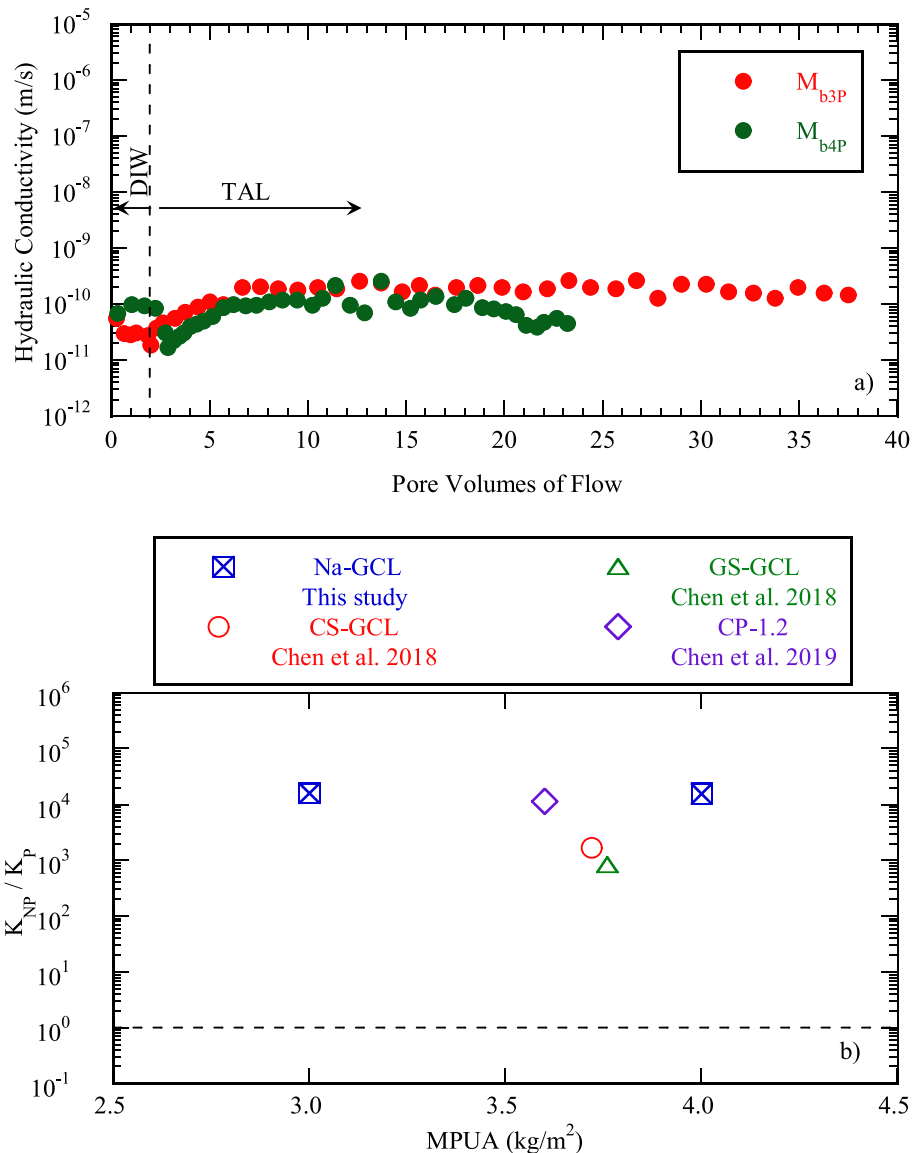 10^-5
10^-6
10^-7
10^-8
10^-9
10^-10
10^-11
10^-12
Hydraulic Conductivity (m/s)
M_b3P
M_b4P
DIW
TAL
a)
0 5 10 15 20 25 30 35 40
Pore Volumes of Flow
Na-GCL
This study
CS-GCL
Chen et al. 2018
GS-GCL
Chen et al. 2018
CP-1.2
Chen et al. 2019
10^6
10^5
10^4
10^3
10^2
10^1
10^0
10^-1
K_NP / K_P
b)
2.5 3.0 3.5 4.0 4.5
MPUA (kg/m^2)